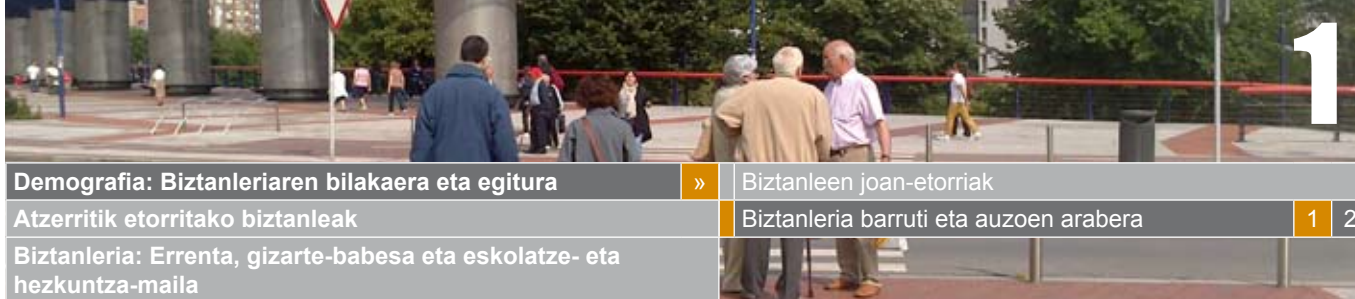 1
Demografia: Biztanleriaren bilakaera eta egitura »
Atzerritik etorritako biztanleak
Biztanleria: Errenta, gizarte-babesa eta eskolatze- eta
hezkuntza-maila
Biztanleen joan-etorriak
Biztanleria barruti eta auzoen arabera 1 2